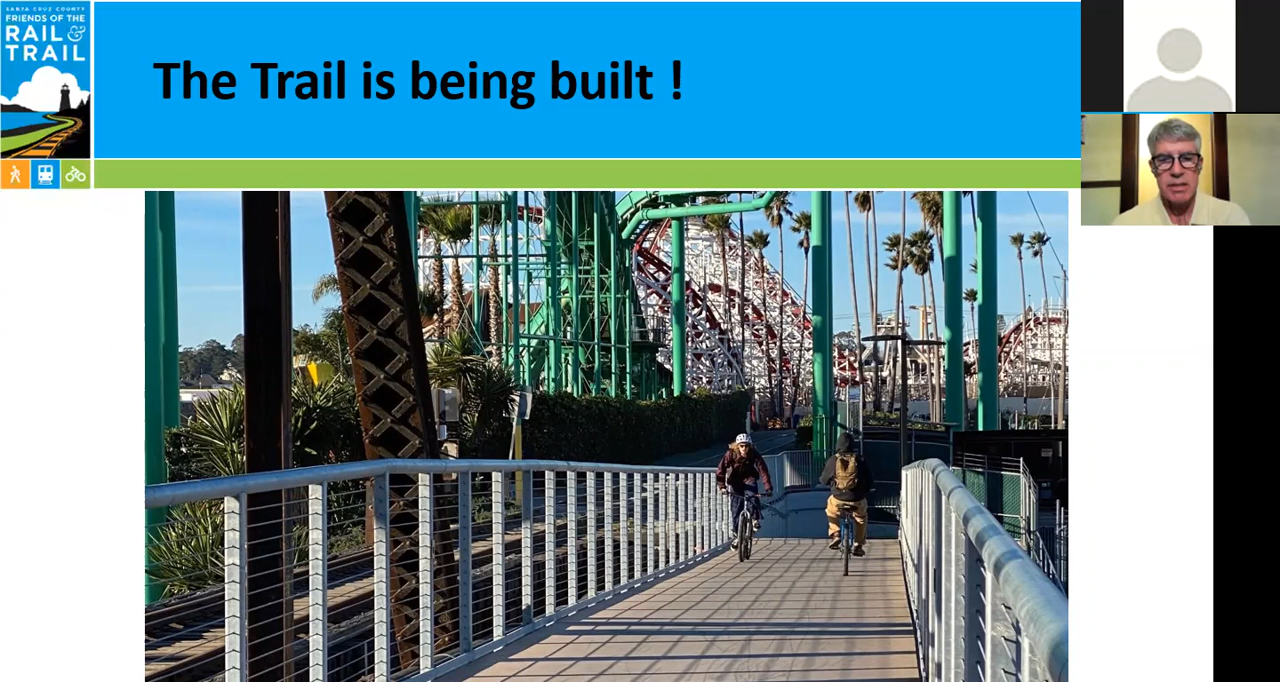 SANTA CRUZ COUNTY
FRIENDS OF THE
RAIL &
TRAIL
The Trail is being built !